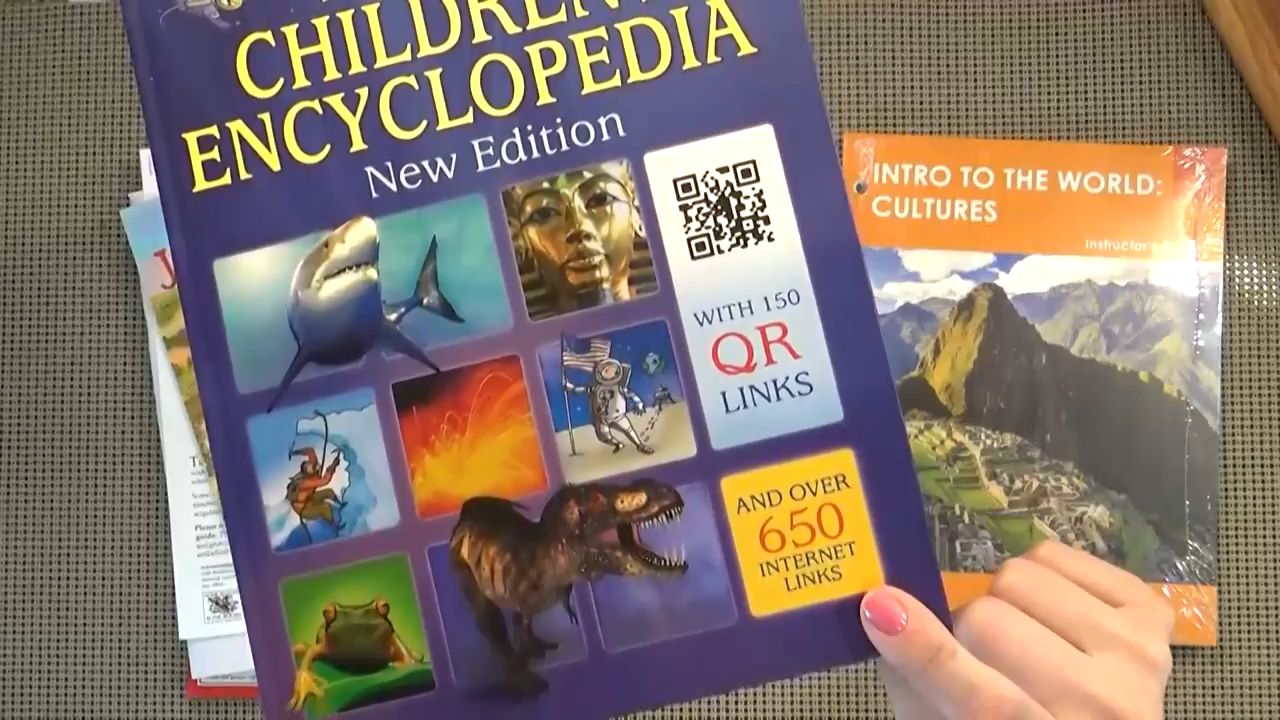 CHILDREN'S
ENCYCLOPEDIA
New Edition
WITH 150
QR
LINKS
AND OVER
650
INTERNET
LINKS
INTRO TO THE WORLD:
CULTURES
Instructor's
J